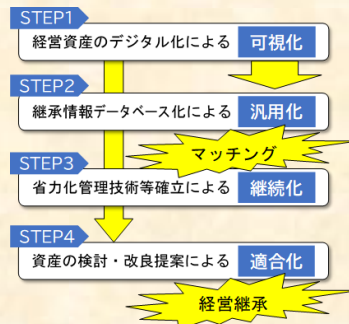 STEP1
経営資産のデジタル化による 可視化
STEP2
継承情報データベース化による 汎用化
マッチング
STEP3
省力化管理技術等確立による 継続化
STEP4
資産の検討・改良提案による 適合化
経営継承